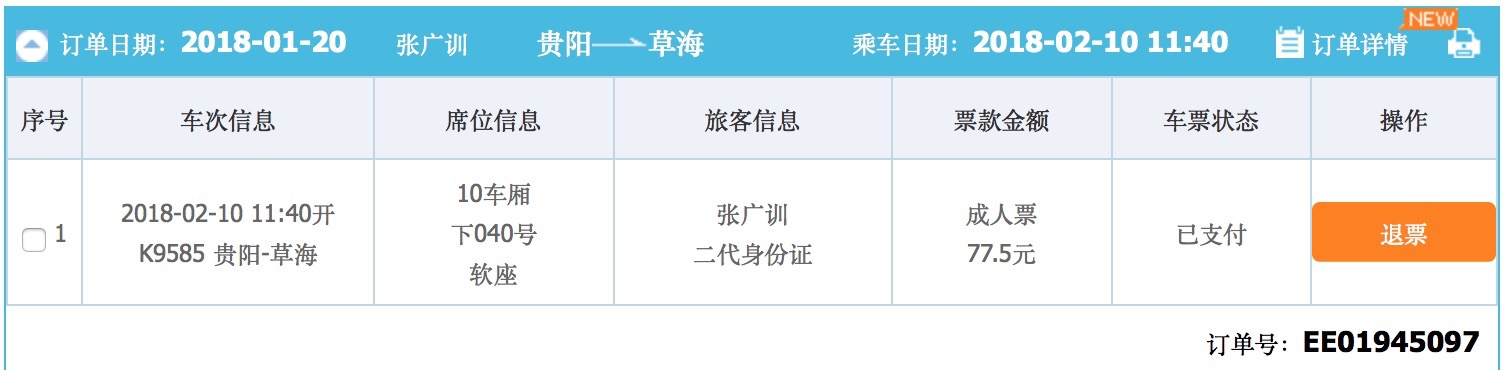 NEW
订单日期：2018-01-20 张广训 贵阳——草海 乘车日期：2018-02-10 11:40 订单详情
序号 车次信息 席位信息 旅客信息 票款金额 车票状态 操作
1
2018-02-10 11:40开
K9585 贵阳-草海
10车厢
下040号
软座
张广训
二代身份证
成人票
77.5元
已支付
退票
订单号：EE01945097